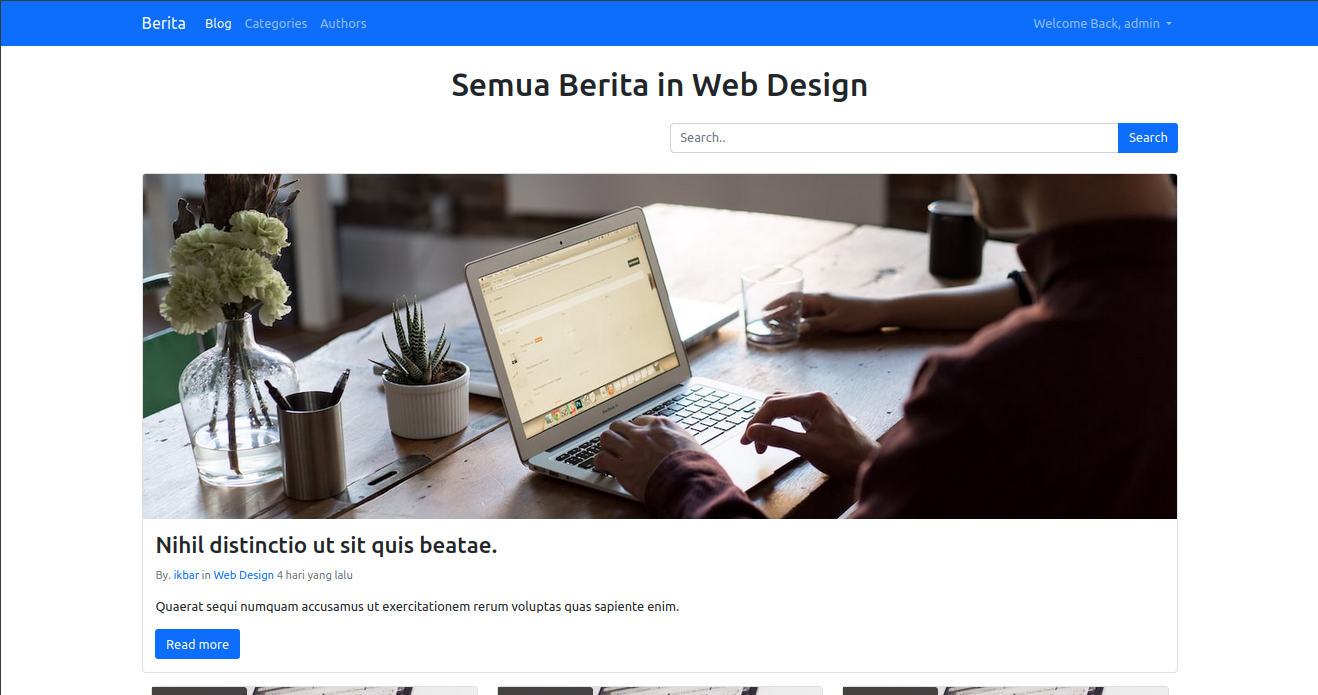 Berita Blog Categories Authors Welcome Back, admin
Semua Berita in Web Design
Search.. Search
Nihil distinctio ut sit quis beatae.
By. ikbar in Web Design 4 hari yang lalu
Quaerat sequi numquam accusamus ut exercitationem rerum voluptas quas sapiente enim.
Read more